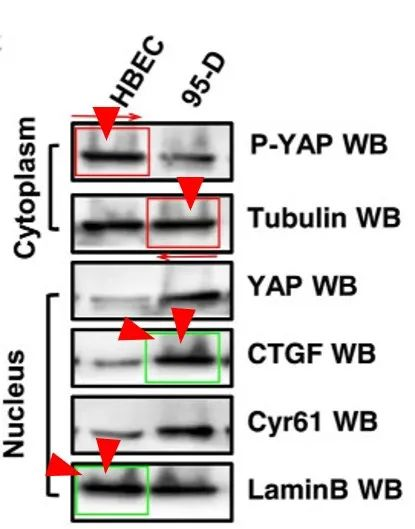 HBEC
95-D
Cytoplasm
P-YAP WB
Tubulin WB
Nucleus
YAP WB
CTGF WB
Cyr61 WB
LaminB WB